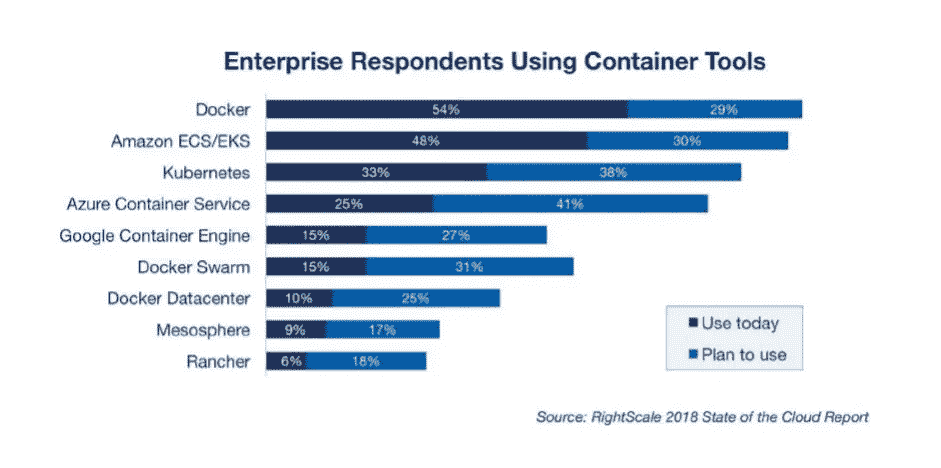 Enterprise Respondents Using Container Tools
Docker 54% 29%
Amazon ECS/EKS 48% 30%
Kubernetes 33% 38%
Azure Container Service 25% 41%
Google Container Engine 15% 27%
Docker Swarm 15% 31%
Docker Datacenter 10% 25%
Mesosphere 9% 17%
Rancher 6% 18%
Use today
Plan to use
Source: RightScale 2018 State of the Cloud Report